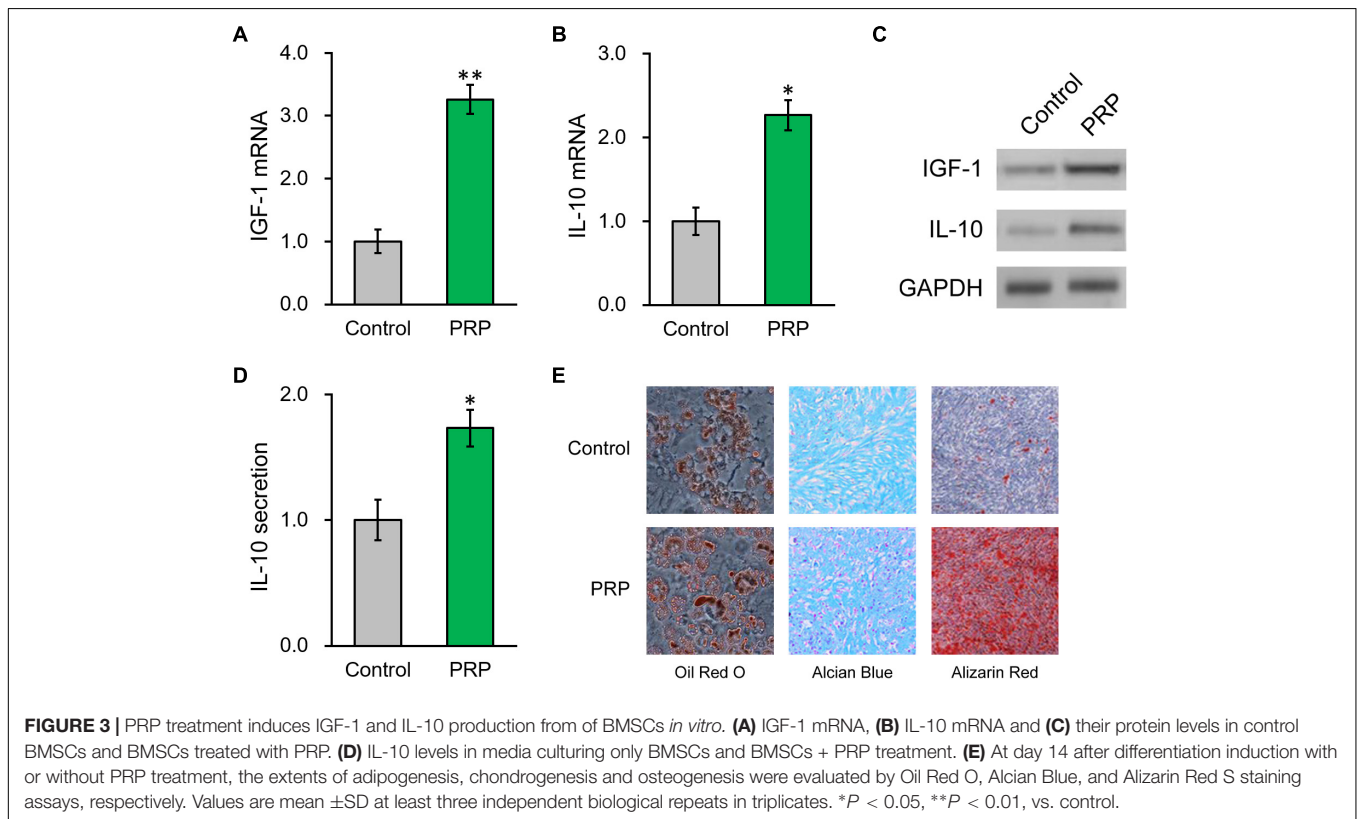 A
4.0
3.0
2.0
1.0
0.0
IGF-1 mRNA
**
Control PRP
B
3.0
2.0
1.0
0.0
IL-10 mRNA
*
Control PRP
C
Control PRP
IGF-1
IL-10
GAPDH
D
2.0
1.0
0.0
IL-10 secretion
*
Control PRP
E
Control
PRP
Oil Red O Alcian Blue Alizarin Red
FIGURE 3 | PRP treatment induces IGF-1 and IL-10 production from of BMSCs in vitro. (A) IGF-1 mRNA, (B) IL-10 mRNA and (C) their protein levels in control
BMSCs and BMSCs treated with PRP. (D) IL-10 levels in media culturing only BMSCs and BMSCs + PRP treatment. (E) At day 14 after differentiation induction with
or without PRP treatment, the extents of adipogenesis, chondrogenesis and osteogenesis were evaluated by Oil Red O, Alcian Blue, and Alizarin Red S staining
assays, respectively. Values are mean ±SD at least three independent biological repeats in triplicates. *P < 0.05, **P < 0.01, vs. control.